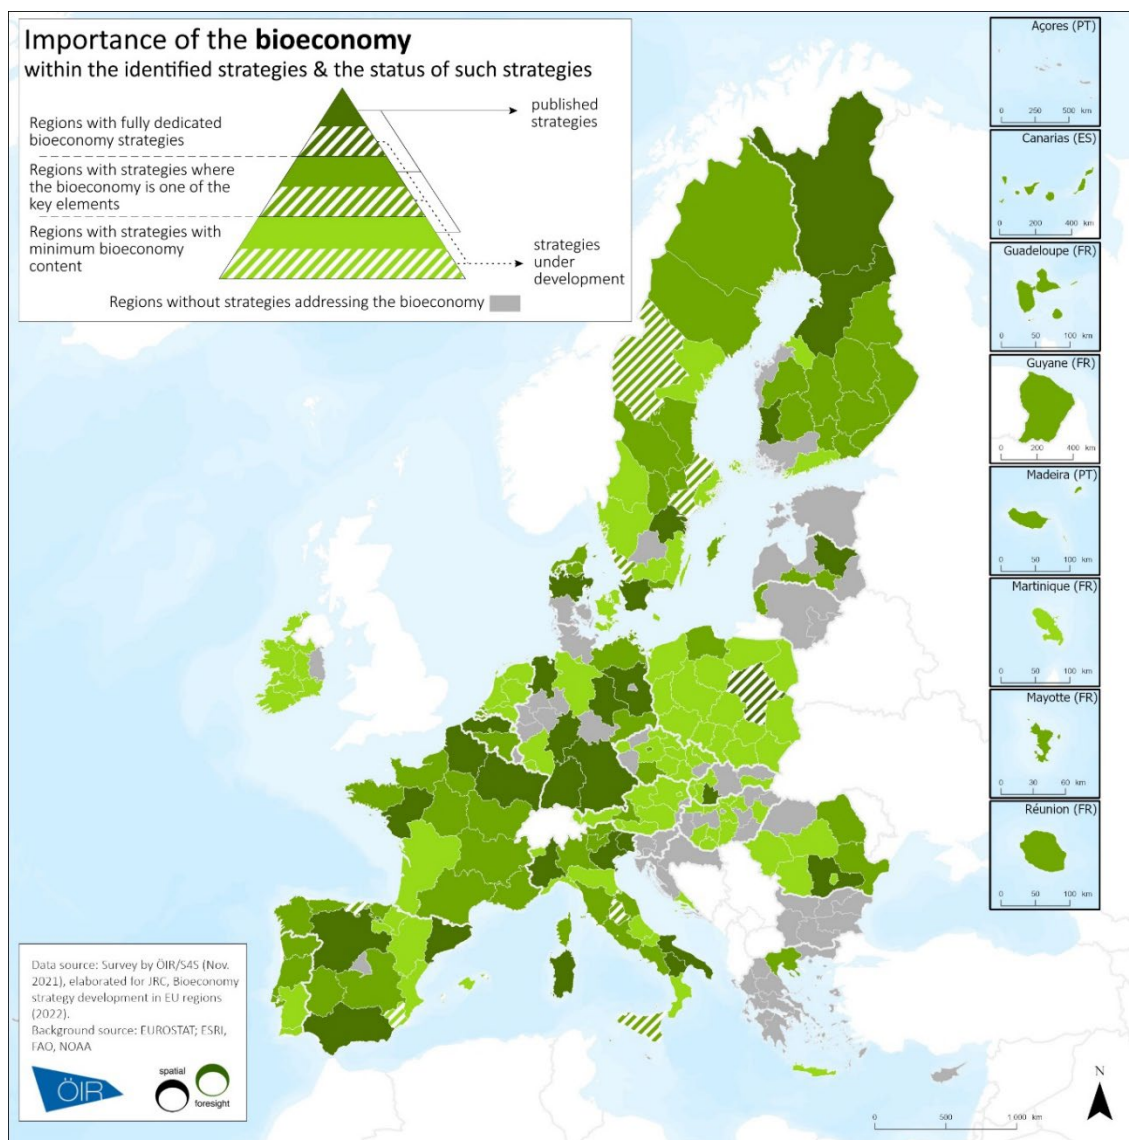 Importance of the bioeconomy
within the identified strategies & the status of such strategies
Regions with fully dedicated
bioeconomy strategies
Regions with strategies where
the bioeconomy is one of the
key elements
Regions with strategies with
minimum bioeconomy
content
published
strategies
strategies
under
development
Regions without strategies addressing the bioeconomy
Açores (PT)
0 250 500 km
Canarias (ES)
0 200 400 km
Guadeloupe (FR)
0 50 100 km
Guyane (FR)
0 200 400 km
Madeira (PT)
0 50 100 km
Martinique (FR)
0 50 100 km
Mayotte (FR)
0 30 60 km
Réunion (FR)
0 50 100 km
Data source: Survey by ÖIR/S4S (Nov.
2021), elaborated for JRC, Bioeconomy
strategy development in EU regions
(2022).
Background source: EUROSTAT; ESRI,
FAO, NOAA
ÖIR
spatial
foresight
N
0 500 1 000 km